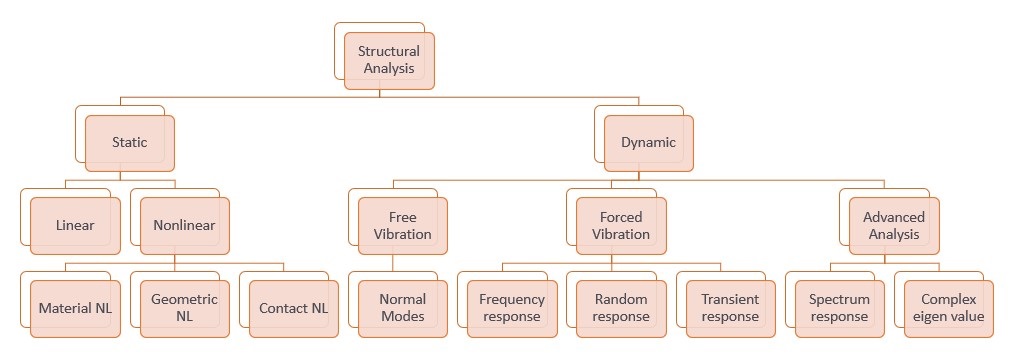 Structural
Analysis
Static
Dynamic
Linear
Nonlinear
Free
Vibration
Forced
Vibration
Advanced
Analysis
Material NL
Geometric
NL
Contact NL
Normal
Modes
Frequency
response
Random
response
Transient
response
Spectrum
response
Complex
eigen value